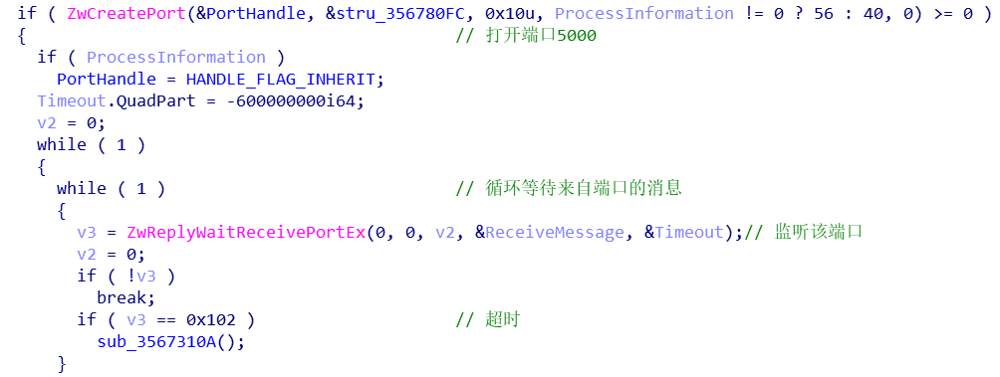 if ( ZwCreatePort(&PortHandle, &stru_356780FC, 0x10u, ProcessInformation != 0 ? 56 : 40, 0) >= 0 )
{ // 打开端口5000
if ( ProcessInformation )
PortHandle = HANDLE_FLAG_INHERIT;
Timeout.QuadPart = -600000000i64;
v2 = 0;
while ( 1 )
{
while ( 1 ) // 循环等待来自端口的消息
{
v3 = ZwReplyWaitReceivePortEx(0, 0, v2, &ReceiveMessage, &Timeout);// 监听该端口
v2 = 0;
if ( !v3 )
break;
if ( v3 == 0x102 ) // 超时
sub_3567310A();
}